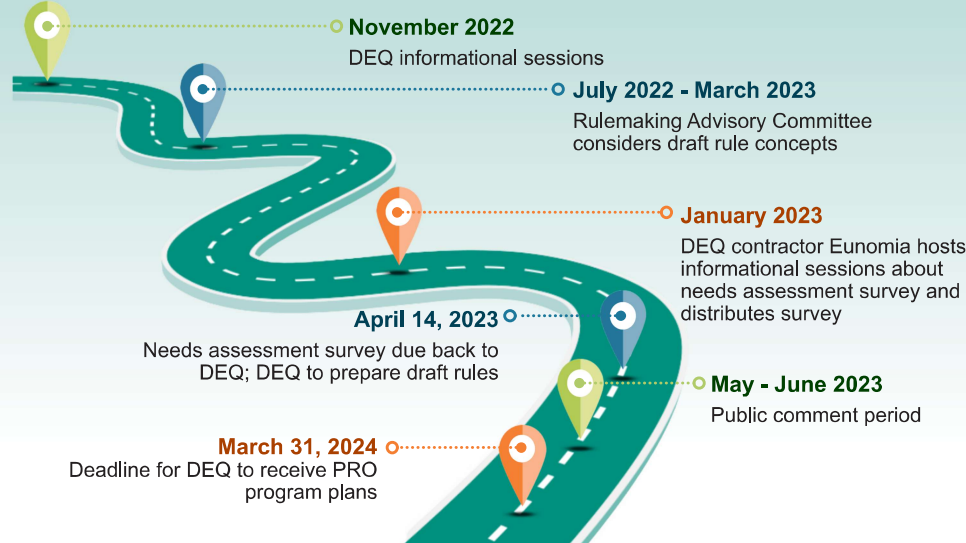 November 2022
DEQ informational sessions
July 2022 - March 2023
Rulemaking Advisory Committee
considers draft rule concepts
January 2023
DEQ contractor Eunomia hosts
informational sessions about
needs assessment survey and
distributes survey
April 14, 2023
Needs assessment survey due back to
DEQ; DEQ to prepare draft rules
May - June 2023
Public comment period
March 31, 2024
Deadline for DEQ to receive PRO
program plans